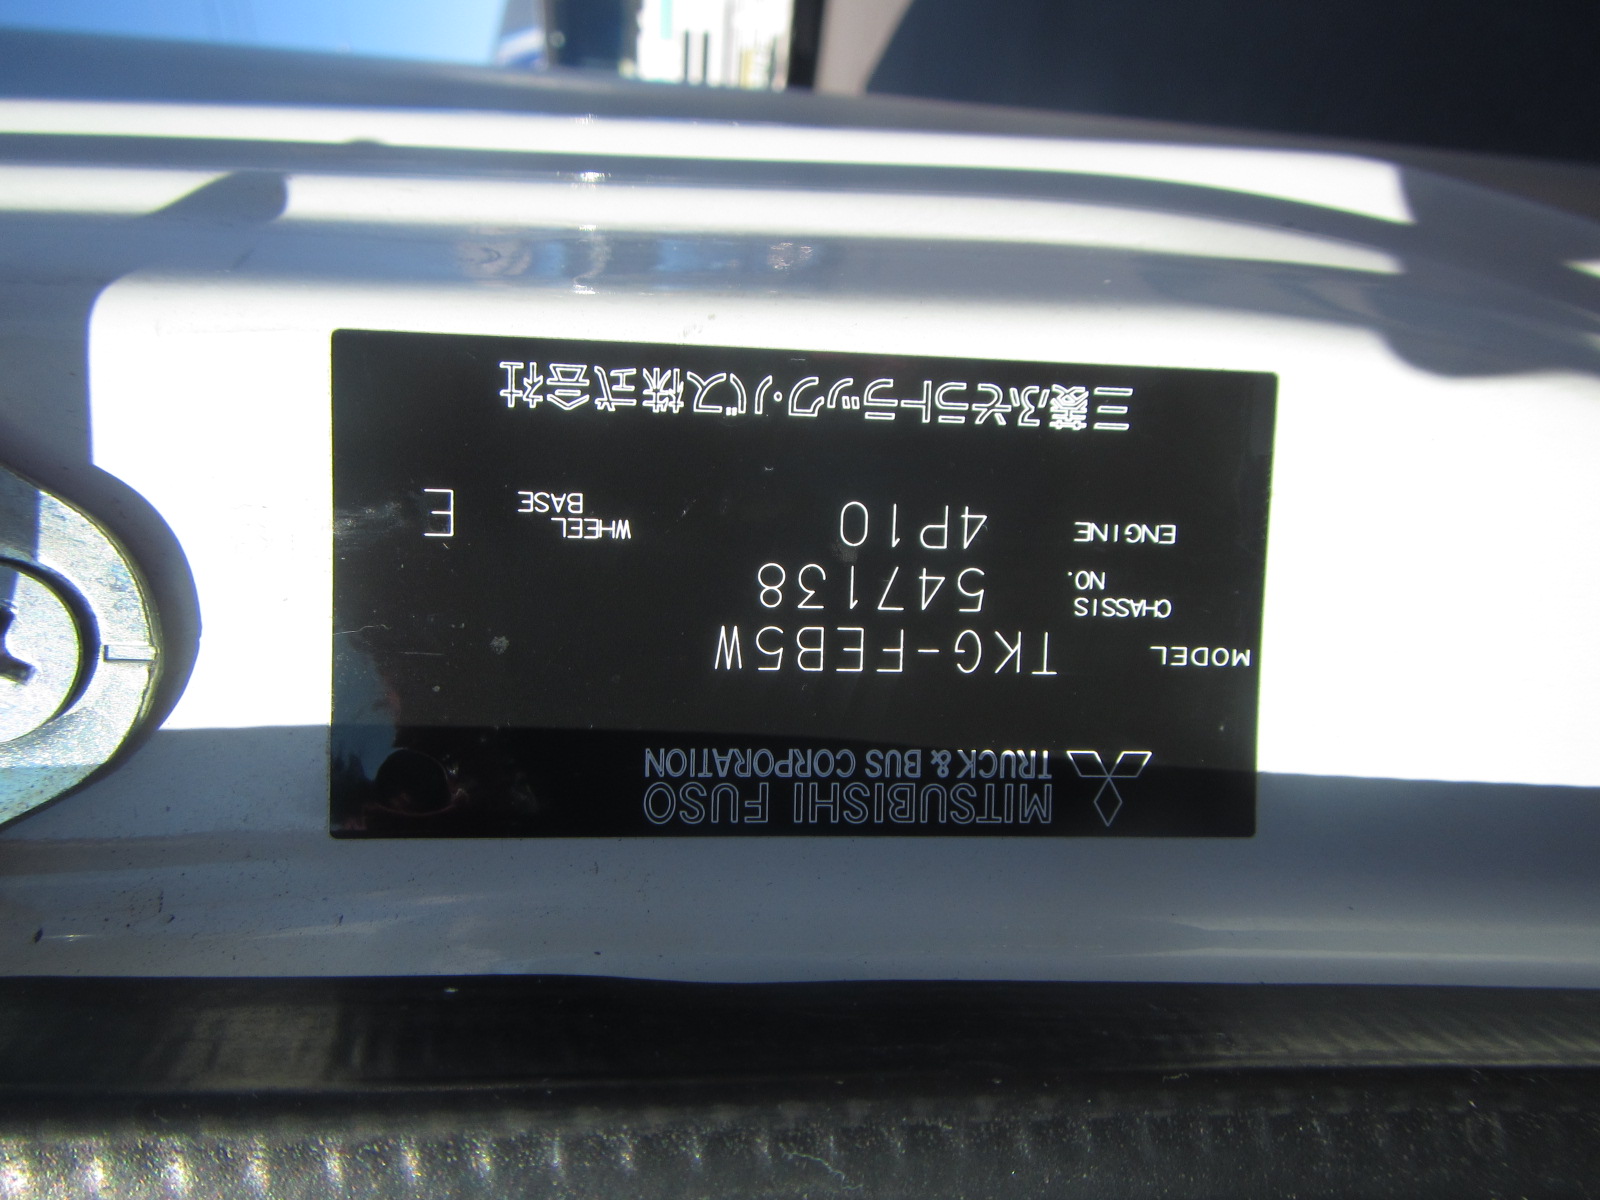 MITSUBISHI FUSO
TRUCK & BUS CORPORATION
MODEL TKG-FEB5W
CHASSIS NO. 547138
ENGINE 4P10 WHEEL BASE E
三菱ふそうトラック・バス株式会社